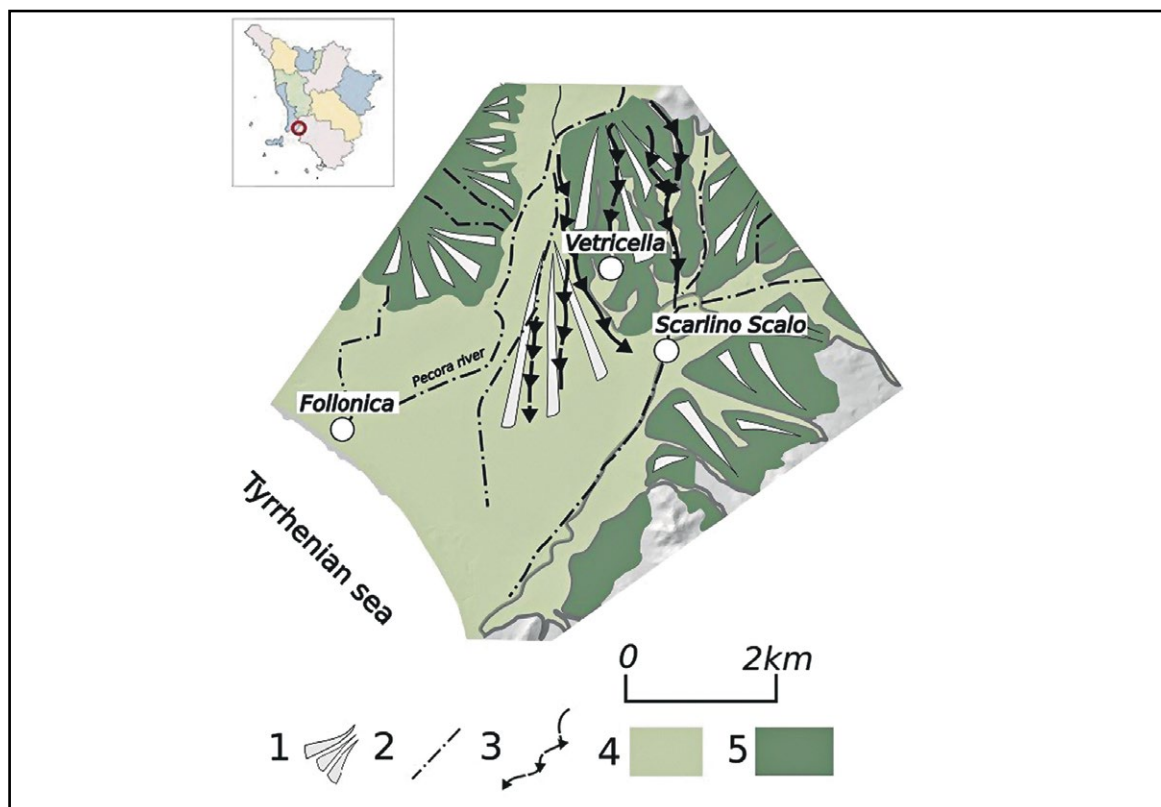 Vetricella
Scarlino Scalo
Pecora river
Follonica
Tyrrhenian sea
0 2km
1 2 3 4 5